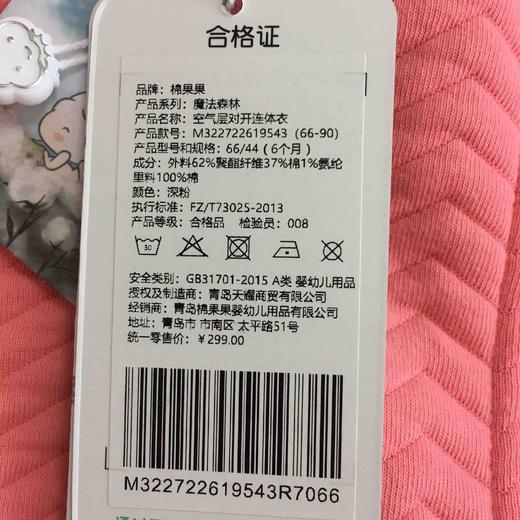 合格证
品牌：棉果果
产品系列：魔法森林
产品名称：空气层对开连体衣
产品款号：M322722619543（66-90）
产品型号和规格：66/44（6个月）
成分：外料62%聚酯纤维37%棉1%氨纶
里料100%棉
颜色：深粉
执行标准：FZ/T73025-2013
产品等级：合格品 检验员：008
30
安全类别：GB31701-2015 A类 婴幼儿用品
授权及制造商：青岛天耀商贸有限公司
经销商：青岛棉果果婴幼儿用品有限公司
地址：青岛市 市南区 太平路51号
统一零售价：￥299.00
M322722619543R7066